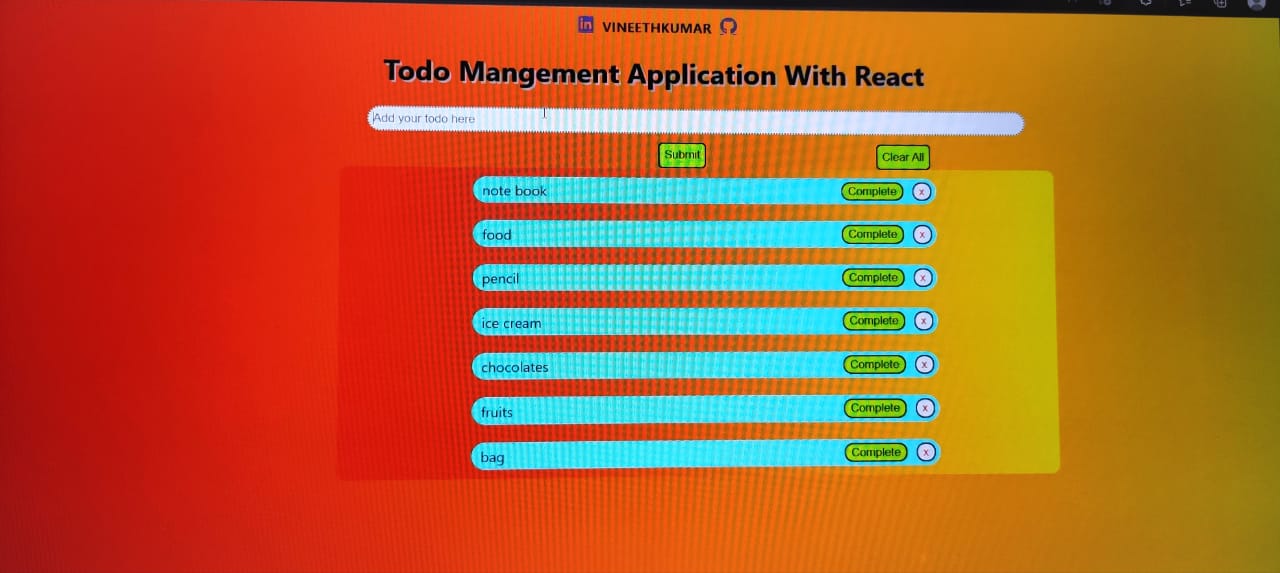 in VINEETHKUMAR
Todo Mangement Application With React
Add your todo here
Submit Clear All
note book Complete x
food Complete x
pencil Complete x
ice cream Complete x
chocolates Complete x
fruits Complete x
bag Complete x